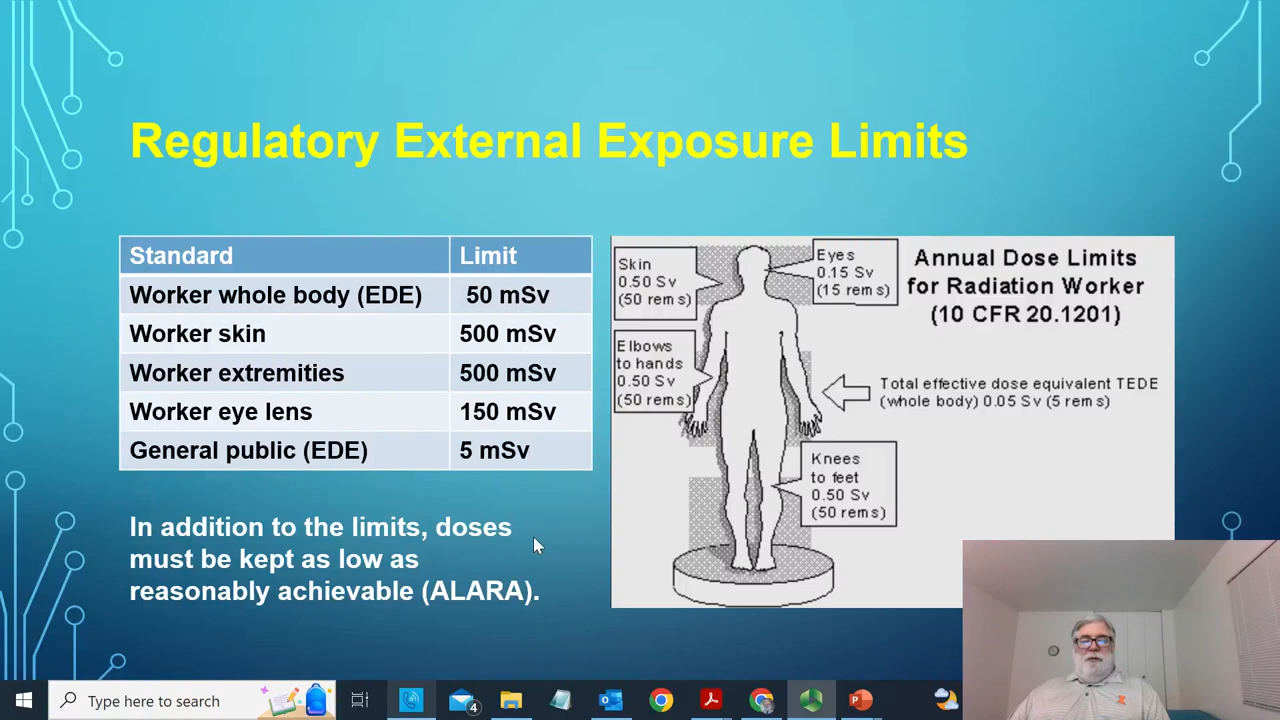 Regulatory External Exposure Limits
Standard Limit
Worker whole body (EDE) 50 mSv
Worker skin 500 mSv
Worker extremities 500 mSv
Worker eye lens 150 mSv
General public (EDE) 5 mSv
In addition to the limits, doses
must be kept as low as
reasonably achievable (ALARA).
Skin
0.50 Sv
(50 rems)
Eyes
0.15 Sv
(15 rems)
Annual Dose Limits
for Radiation Worker
(10 CFR 20.1201)
Elbows
to hands
0.50 Sv
(50 rems)
Total effective dose equivalent TEDE
(whole body) 0.05 Sv (5 rems)
Knees
to feet
0.50 Sv
(50 rems)
Type here to search
4